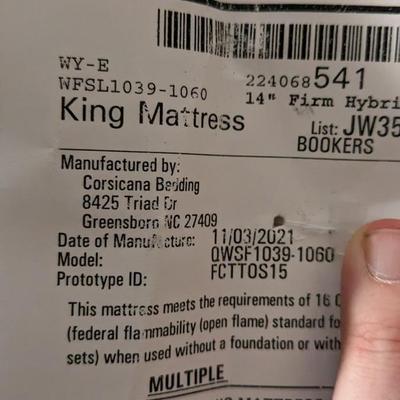 WY-E
WFSL1039-1060
224068541
14" Firm Hybri
King Mattress
List: JW35
BOOKERS
Manufactured by:
Corsicana Bedding
8425 Triad Dr
Greensboro NC 27409
Date of Manufacture: 11/03/2021
Model: QWSF1039-1060
Prototype ID: FCTTOS15
This mattress meets the requirements of 16 C
(federal flammability (open flame) standard fo
sets) when used without a foundation or with
MULTIPLE